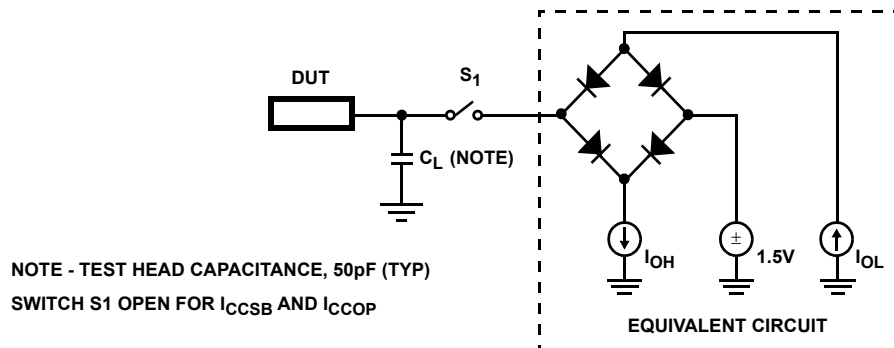 DUT
S1
CL (NOTE)
±
IOH
1.5V
IOL
NOTE - TEST HEAD CAPACITANCE, 50pF (TYP)
SWITCH S1 OPEN FOR ICCSB AND ICCOP
EQUIVALENT CIRCUIT